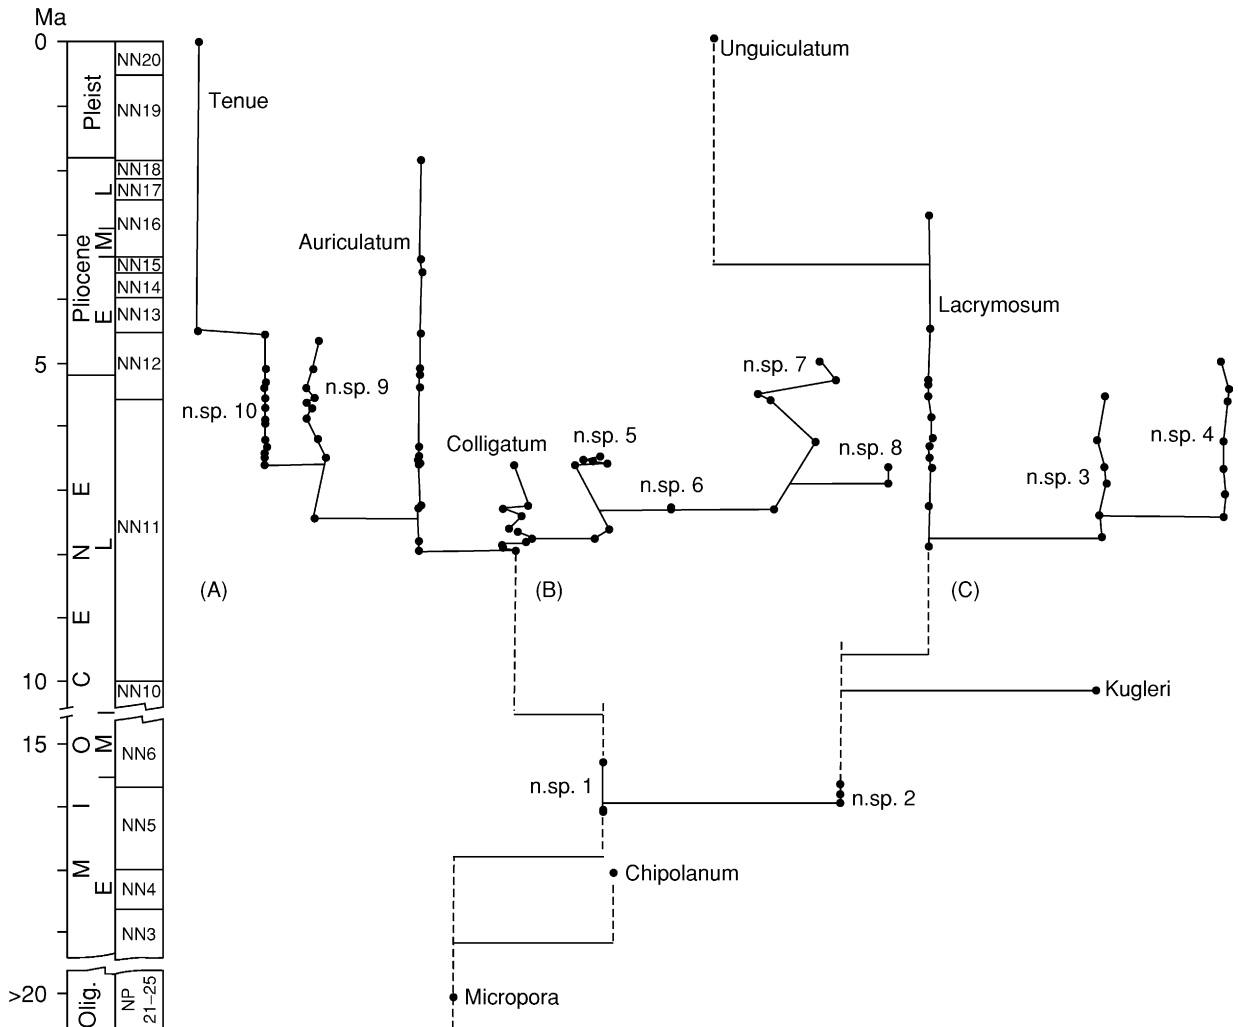 Ma
0
5
10
15
>20
Pleist
Pliocene
L
M
E
MIOCENE
L
M
E
Olig.
NN20
NN19
NN18
NN17
NN16
NN15
NN14
NN13
NN12
NN11
NN10
NN6
NN5
NN4
NN3
NP
21–25
Tenue
Unguiculatum
Auriculatum
Lacrymosum
n.sp. 10
n.sp. 9
Colligatum
n.sp. 5
n.sp. 6
n.sp. 7
n.sp. 8
n.sp. 3
n.sp. 4
(A)
(B)
(C)
Kugleri
n.sp. 1
n.sp. 2
Chipolanum
Micropora